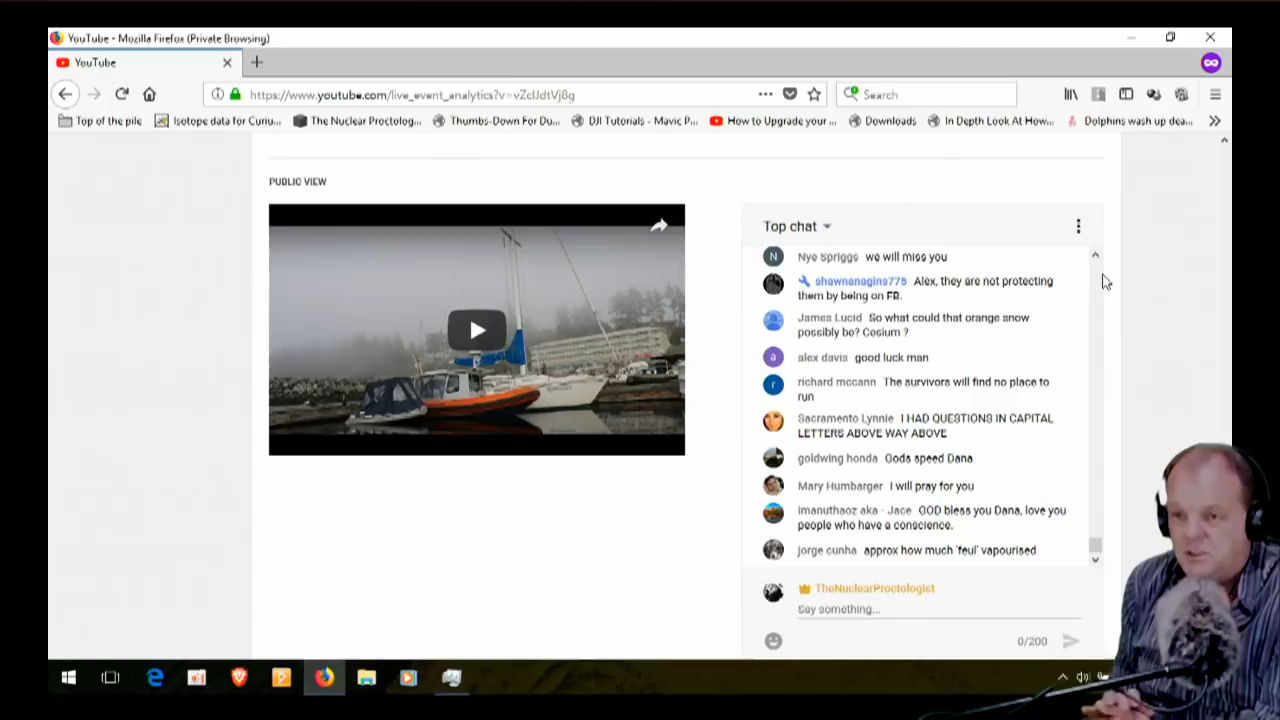 YouTube - Mozilla Firefox (Private Browsing)
YouTube
https://www.youtube.com/live_event_analytics?v=vZclJdtVj8g
Search
Top of the pile
Isotope data for Curiu...
The Nuclear Proctolog...
Thumbs-Down For Du...
DJI Tutorials - Mavic P...
How to Upgrade your ...
Downloads
In Depth Look At How...
Dolphins wash up dea...
PUBLIC VIEW
Top chat
N
Nye Spriggs we will miss you
shawnanagins775 Alex, they are not protecting
them by being on FB.
James Lucid So what could that orange snow
possibly be? Cesium ?
a
alex davis good luck man
r
richard mccann The survivors will find no place to
run
Sacramento Lynnie I HAD QUESTIONS IN CAPITAL
LETTERS ABOVE WAY ABOVE
goldwing honda Gods speed Dana
Mary Humbarger I will pray for you
imanuthaoz aka - Jace GOD bless you Dana, love you
people who have a conscience.
jorge cunha approx how much 'feul' vapourised
TheNuclearProctologist
Say something...
0/200